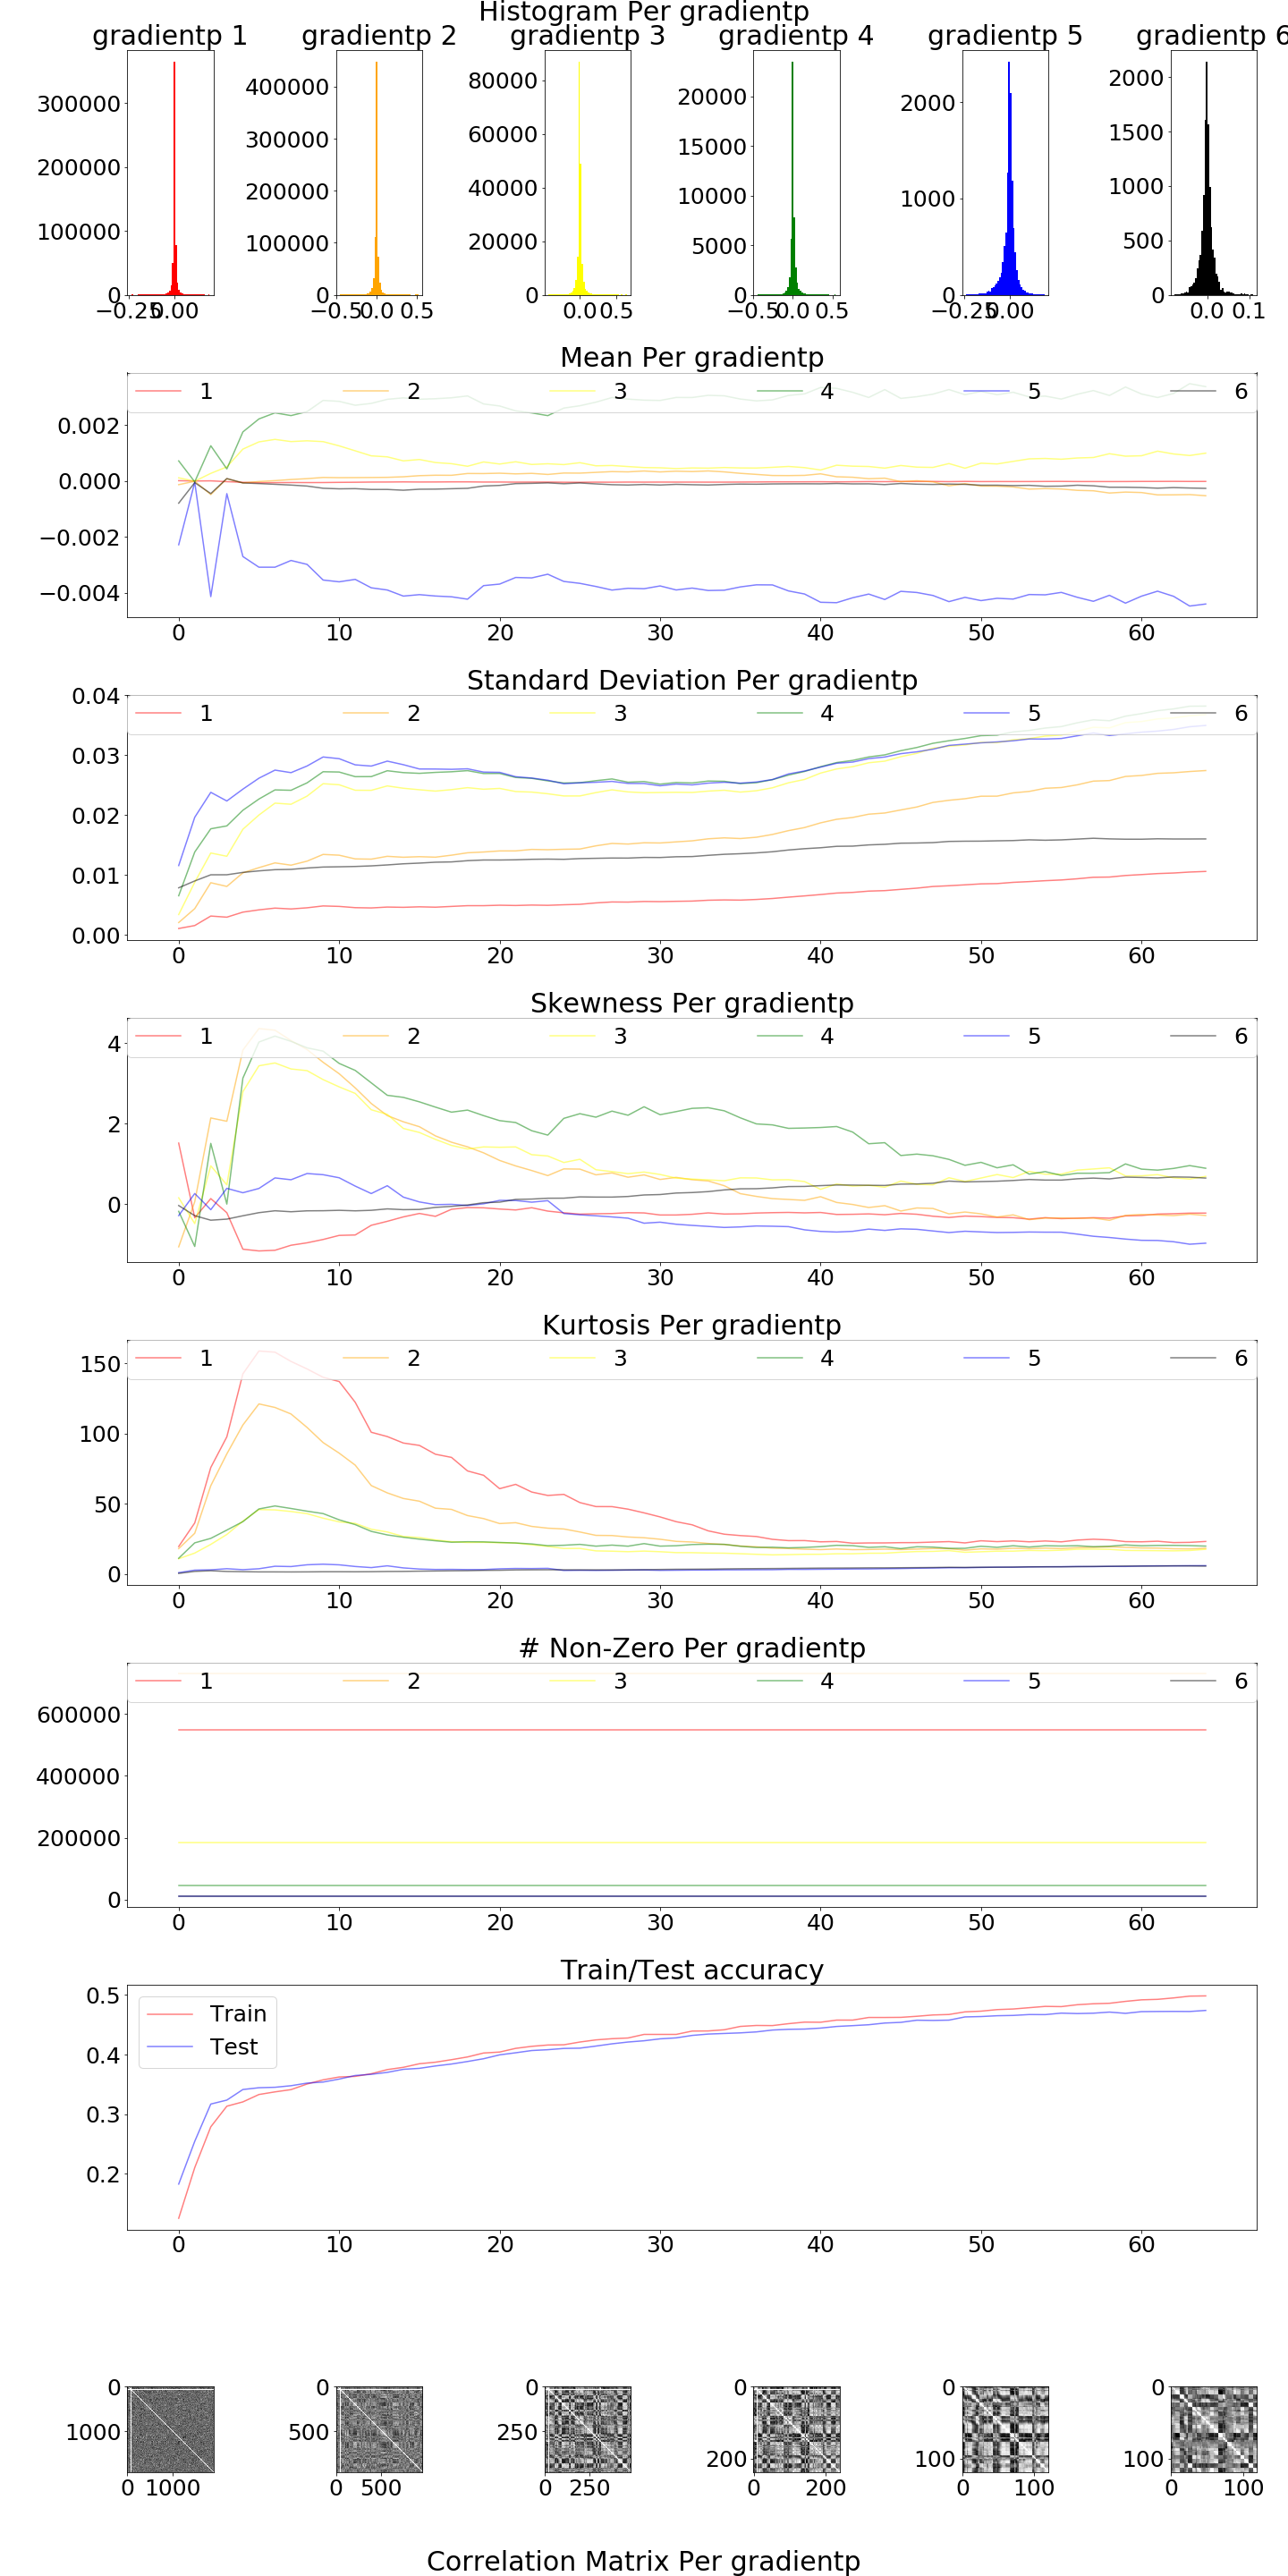 Histogram Per gradientp
gradientp 1 gradientp 2 gradientp 3 gradientp 4 gradientp 5 gradientp 6
300000 400000 80000 20000 2000 2000
200000 300000 60000 15000 1000 1500
100000 200000 40000 10000 0 1000
0 100000 20000 5000 500
0 0 0 0
−0.25 0.00 −0.5 0.0 0.5 0.0 0.5 −0.5 0.0 0.5 −0.25 0.00 0.0 0.1
Mean Per gradientp
1 2 3 4 5 6
0.002
0.000
−0.002
−0.004
0 10 20 30 40 50 60
Standard Deviation Per gradientp
0.04
1 2 3 4 5 6
0.03
0.02
0.01
0.00
0 10 20 30 40 50 60
Skewness Per gradientp
1 2 3 4 5 6
4
2
0
0 10 20 30 40 50 60
Kurtosis Per gradientp
1 2 3 4 5 6
150
100
50
0
0 10 20 30 40 50 60
# Non-Zero Per gradientp
1 2 3 4 5 6
600000
400000
200000
0
0 10 20 30 40 50 60
Train/Test accuracy
0.5
Train
Test
0.4
0.3
0.2
0 10 20 30 40 50 60
0 0 0 0 0 0
1000 500 250 200 100 100
0 1000 0 500 0 250 0 200 0 100 0 100
Correlation Matrix Per gradientp